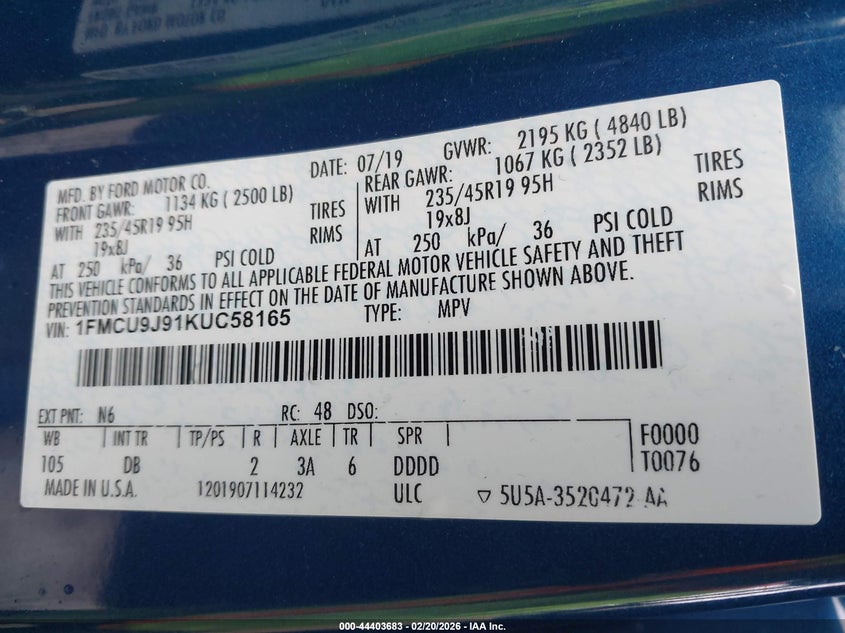 MFD. BY FORD MOTOR CO.
DATE: 07/19
GVWR: 2195 KG ( 4840 LB)
FRONT GAWR: 1134 KG ( 2500 LB)
REAR GAWR: 1067 KG ( 2352 LB)
WITH 235/45R19 95H TIRES
WITH 235/45R19 95H TIRES
19x8J RIMS
19x8J RIMS
AT 250 kPa/ 36 PSI COLD
AT 250 kPa/ 36 PSI COLD
THIS VEHICLE CONFORMS TO ALL APPLICABLE FEDERAL MOTOR VEHICLE SAFETY AND THEFT
PREVENTION STANDARDS IN EFFECT ON THE DATE OF MANUFACTURE SHOWN ABOVE.
VIN: 1FMCU9J91KUC58165
TYPE: MPV
EXT PNT: N6 RC: 48 DSO:
WB INT TR TP/PS R AXLE TR SPR
105 DB 2 3A 6 DDDD
F0000
T0076
MADE IN U.S.A. 1201907114232 ULC ▽ 5U5A-3520472-AA
000-44403683 - 02/20/2026 - IAA Inc.